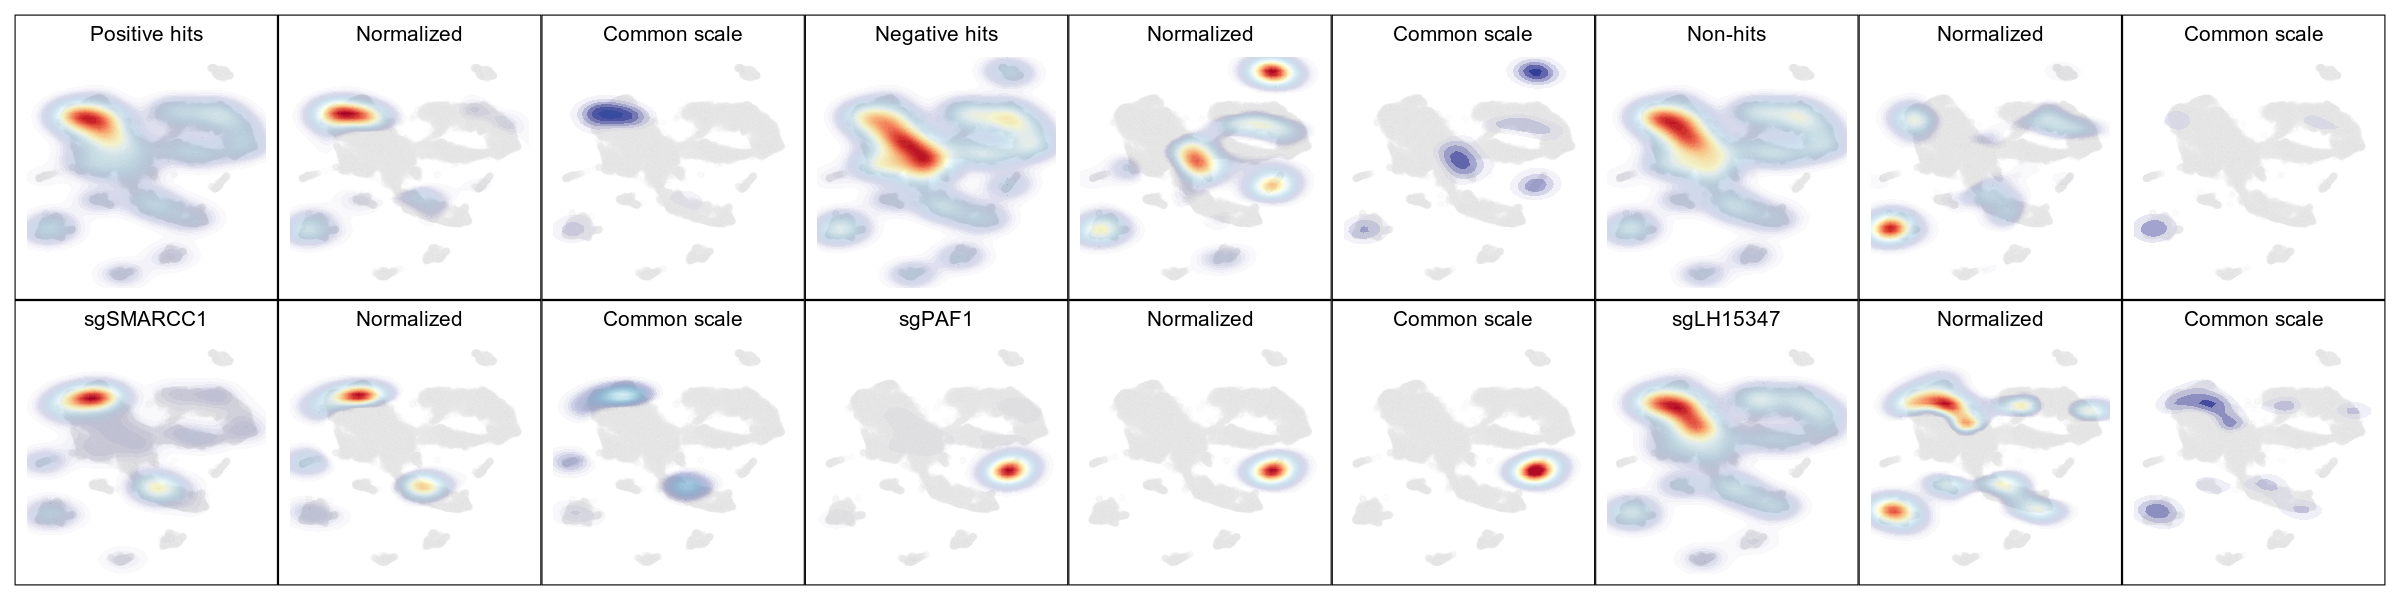 Positive hits
Normalized
Common scale
Negative hits
Normalized
Common scale
Non-hits
Normalized
Common scale
sgSMARCC1
Normalized
Common scale
sgPAF1
Normalized
Common scale
sgLH15347
Normalized
Common scale